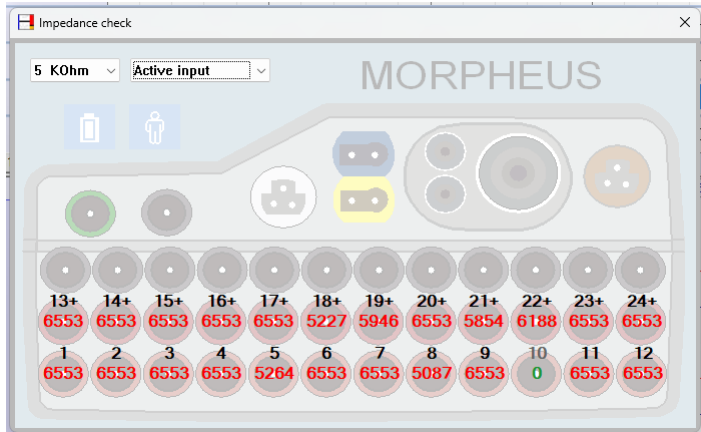 Impedance check
5 KOhm Active input
MORPHEUS
13+ 14+ 15+ 16+ 17+ 18+ 19+ 20+ 21+ 22+ 23+ 24+
6553 6553 6553 6553 6553 5227 5946 6553 5854 6188 6553 6553
1 2 3 4 5 6 7 8 9 10 11 12
6553 6553 6553 6553 5264 6553 6553 5087 6553 0 6553 6553